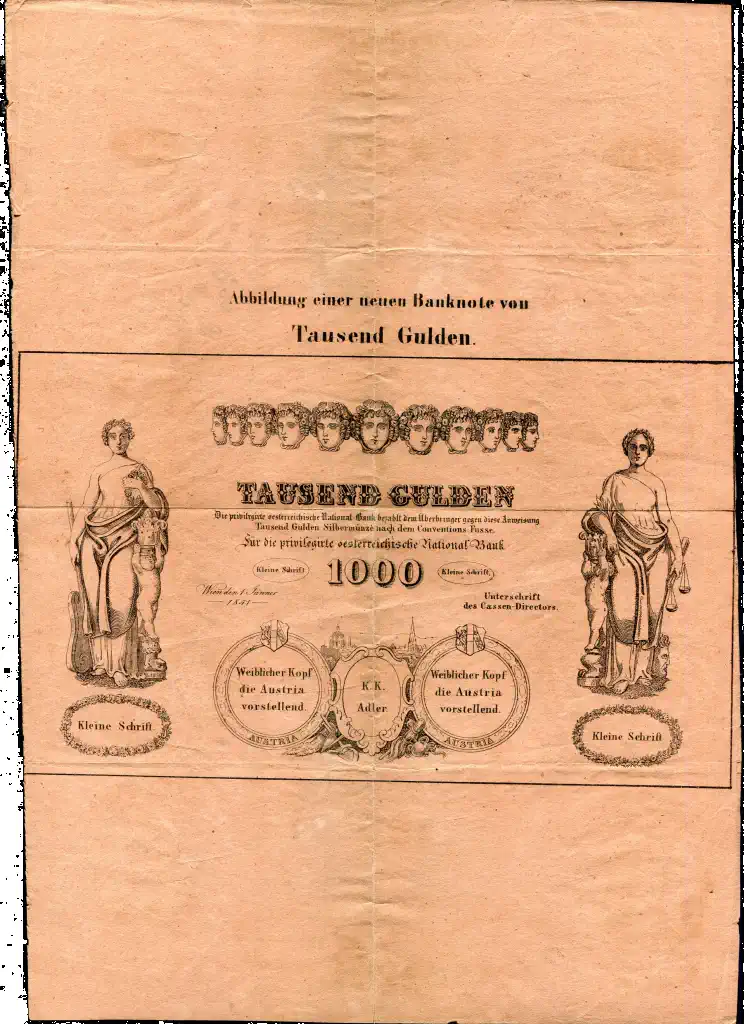 Abbildung einer neuen Banknote von
Tausend Gulden.
TAUSEND GULDEN
Die privilegirte oesterreichische National-Bank bezahlt dem Uberbringer gegen diese Anweisung
Tausend Gulden Silbermünze nach dem Conventions Fusse.
Für die privilegirte oesterreichische National Bank
Kleine Schrift
1000
Kleine Schrift
Wien den 1 Jänner
1841
Unterschrift
des Cassen-Directors.
Weiblicher Kopf
die Austria
vorstellend.
AUSTRIA
K.K.
Adler
Weiblicher Kopf
die Austria
vorstellend.
AUSTRIA
Kleine Schrift
Kleine Schrift